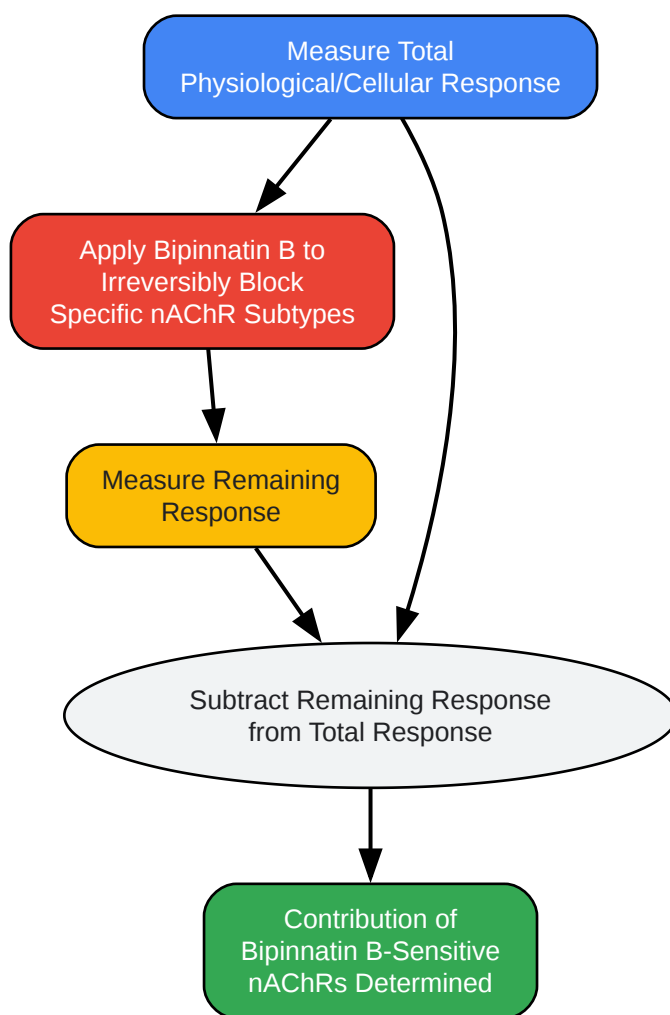 Measure Total
Physiological/Cellular Response
Apply Bipinnatin B to
Irreversibly Block
Specific nAChR Subtypes
Measure Remaining
Response
Subtract Remaining Response
from Total Response
Contribution of
Bipinnatin B-Sensitive
nAChRs Determined